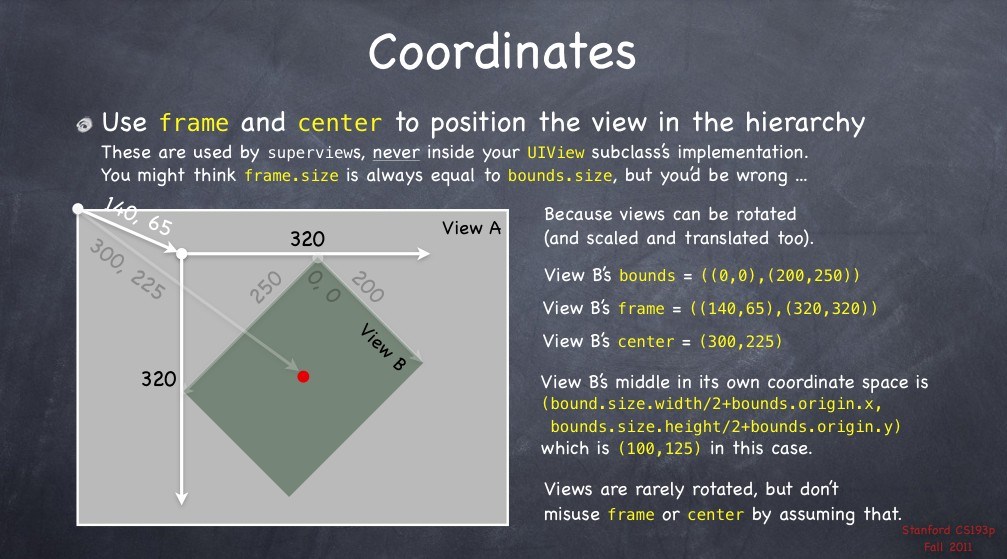 Coordinates
Use frame and center to position the view in the hierarchy
These are used by superviews, never inside your UIView subclass's implementation.
You might think frame.size is always equal to bounds.size, but you'd be wrong ...
140, 65
300, 225
320
View A
250
0, 0
200
View B
320
Because views can be rotated
(and scaled and translated too).
View B's bounds = ((0,0),(200,250))
View B's frame = ((140,65),(320,320))
View B's center = (300,225)
View B's middle in its own coordinate space is
(bound.size.width/2+bounds.origin.x,
bounds.size.height/2+bounds.origin.y)
which is (100,125) in this case.
Views are rarely rotated, but don't
misuse frame or center by assuming that.
Stanford CS193p
Fall 2011